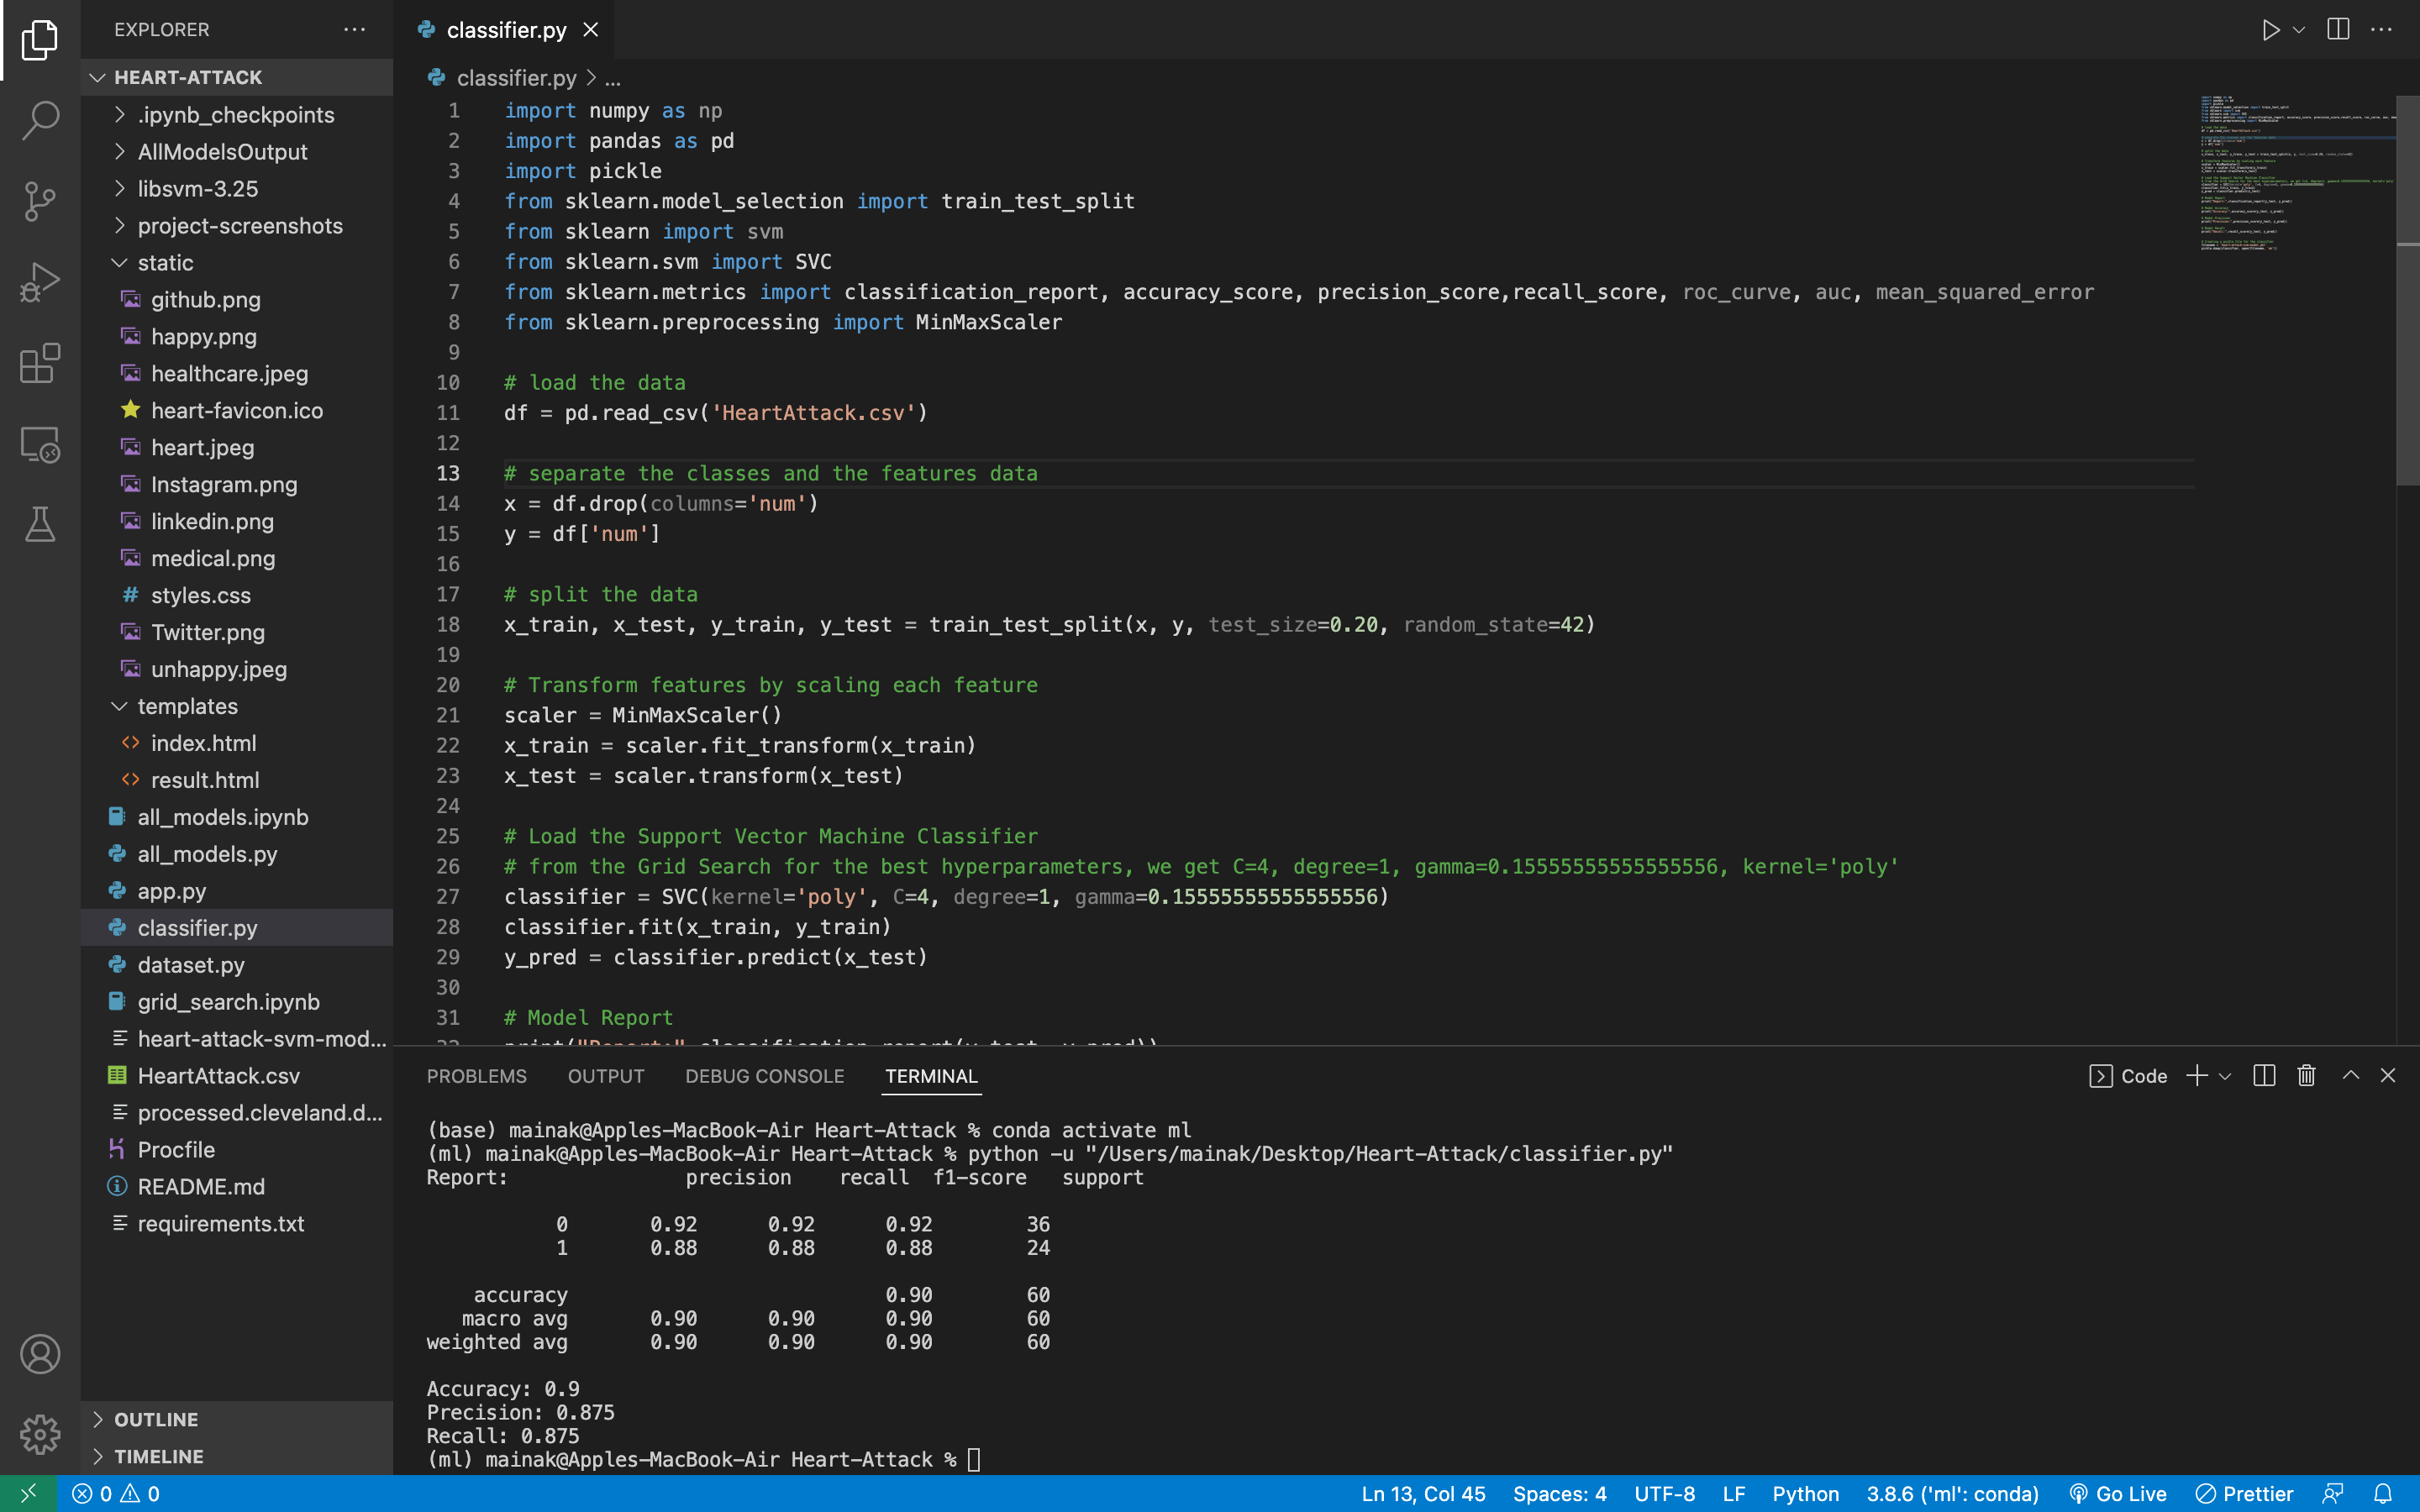 EXPLORER
HEART-ATTACK
.ipynb_checkpoints
AllModelsOutput
libsvm-3.25
project-screenshots
static
github.png
happy.png
healthcare.jpeg
heart-favicon.ico
heart.jpeg
Instagram.png
linkedin.png
medical.png
styles.css
Twitter.png
unhappy.jpeg
templates
index.html
result.html
all_models.ipynb
all_models.py
app.py
classifier.py
dataset.py
grid_search.ipynb
heart-attack-svm-mod...
HeartAttack.csv
processed.cleveland.d...
Procfile
README.md
requirements.txt
OUTLINE
TIMELINE
classifier.py
classifier.py > ...
1 import numpy as np
2 import pandas as pd
3 import pickle
4 from sklearn.model_selection import train_test_split
5 from sklearn import svm
6 from sklearn.svm import SVC
7 from sklearn.metrics import classification_report, accuracy_score, precision_score,recall_score, roc_curve, auc, mean_squared_error
8 from sklearn.preprocessing import MinMaxScaler
9
10 # load the data
11 df = pd.read_csv('HeartAttack.csv')
12
13 # separate the classes and the features data
14 x = df.drop(columns='num')
15 y = df['num']
16
17 # split the data
18 x_train, x_test, y_train, y_test = train_test_split(x, y, test_size=0.20, random_state=42)
19
20 # Transform features by scaling each feature
21 scaler = MinMaxScaler()
22 x_train = scaler.fit_transform(x_train)
23 x_test = scaler.transform(x_test)
24
25 # Load the Support Vector Machine Classifier
26 # from the Grid Search for the best hyperparameters, we get C=4, degree=1, gamma=0.15555555555555556, kernel='poly'
27 classifier = SVC(kernel='poly', C=4, degree=1, gamma=0.15555555555555556)
28 classifier.fit(x_train, y_train)
29 y_pred = classifier.predict(x_test)
30
31 # Model Report
32 print("Report:",classification_report(y_test, y_pred))
PROBLEMS OUTPUT DEBUG CONSOLE TERMINAL Code
(base) mainak@Apples-MacBook-Air Heart-Attack % conda activate ml
(ml) mainak@Apples-MacBook-Air Heart-Attack % python -u "/Users/mainak/Desktop/Heart-Attack/classifier.py"
Report: precision recall f1-score support
0 0.92 0.92 0.92 36
1 0.88 0.88 0.88 24
accuracy 0.90 60
macro avg 0.90 0.90 0.90 60
weighted avg 0.90 0.90 0.90 60
Accuracy: 0.9
Precision: 0.875
Recall: 0.875
(ml) mainak@Apples-MacBook-Air Heart-Attack %
0 0 Ln 13, Col 45 Spaces: 4 UTF-8 LF Python 3.8.6 ('ml': conda) Go Live Prettier